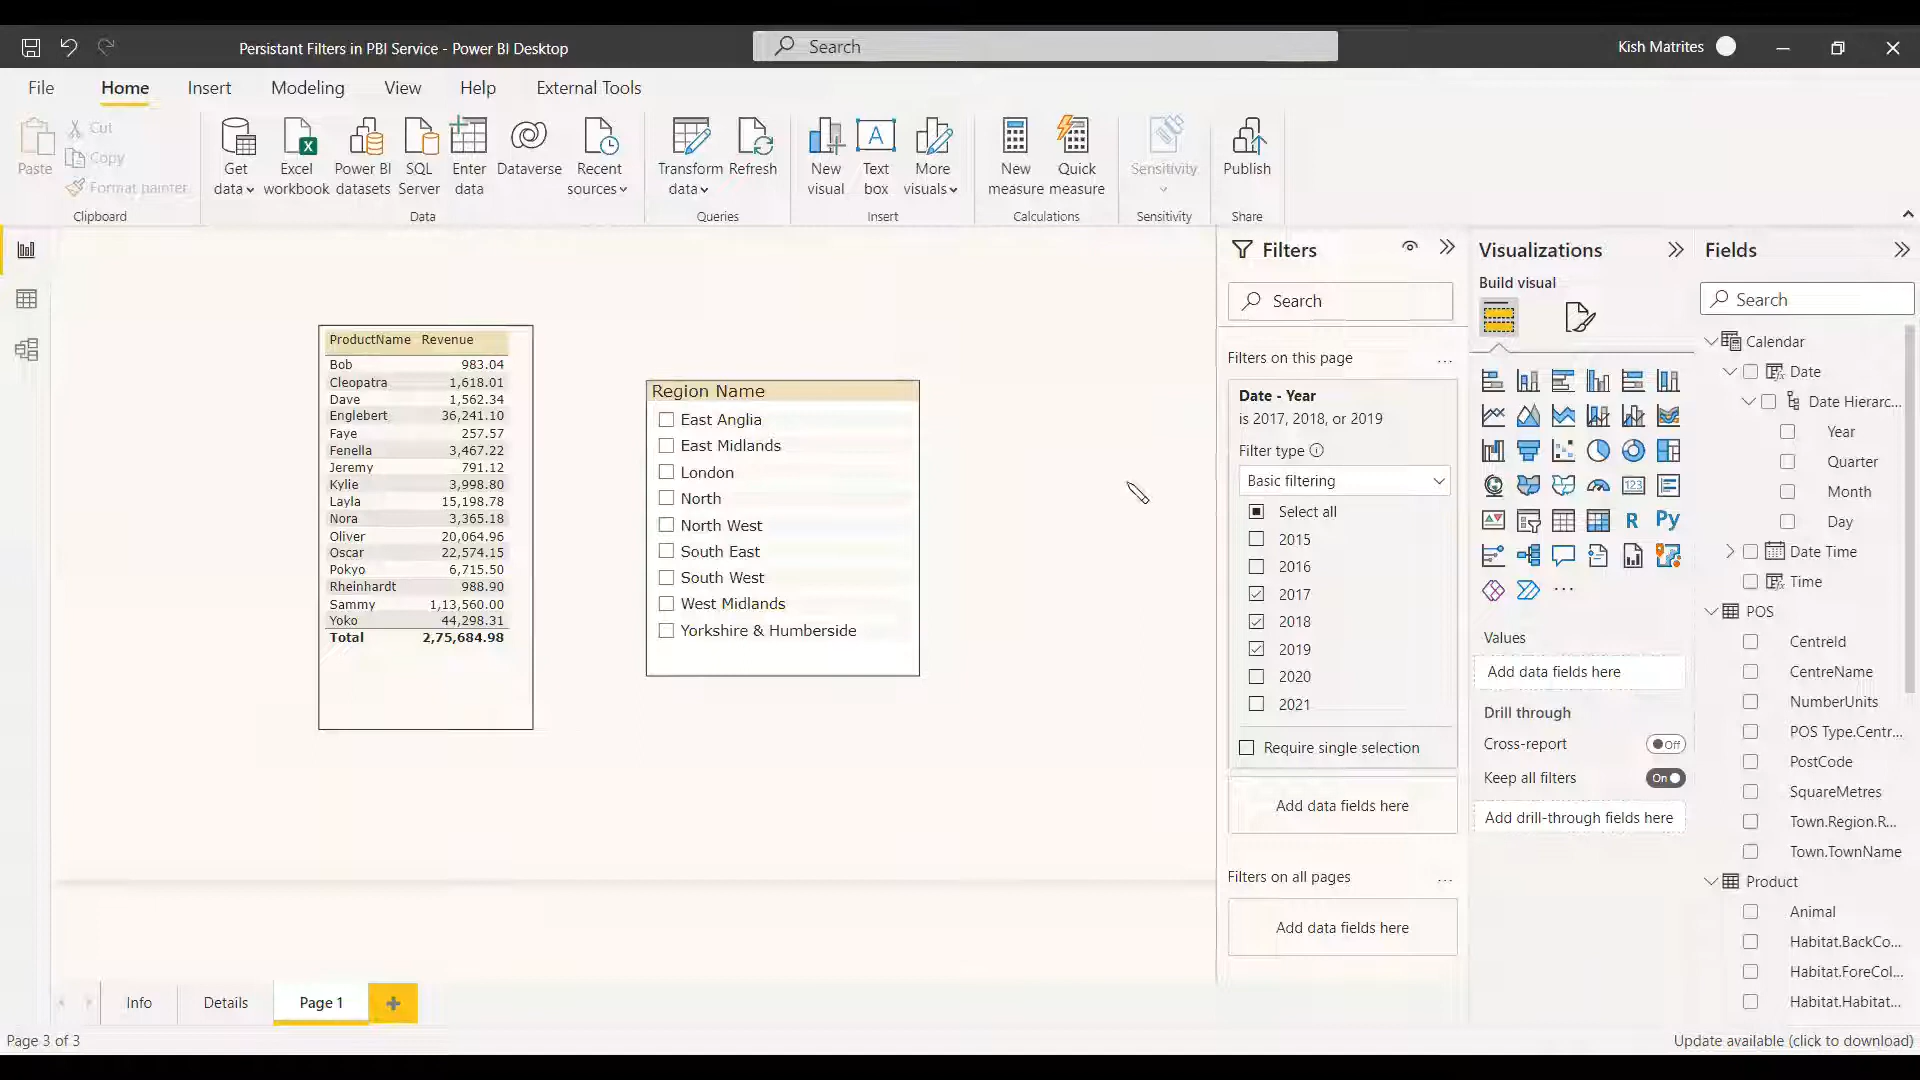 Persistant Filters in PBI Service - Power BI Desktop
Search
Kish Matrites
File Home Insert Modeling View Help External Tools
Paste
Cut
Copy
Format painter
Clipboard
Get data
Excel workbook
Power BI datasets
SQL Server
Enter data
Dataverse
Recent sources
Data
Transform data
Refresh
Queries
New visual
Text box
More visuals
Insert
New measure
Quick measure
Calculations
Sensitivity
Sensitivity
Publish
Share
ProductName Revenue
Bob 983.04
Cleopatra 1,618.01
Dave 1,562.34
Englebert 36,241.10
Faye 257.57
Fenella 3,467.22
Jeremy 791.12
Kylie 3,998.80
Layla 15,198.78
Nora 3,365.18
Oliver 20,064.96
Oscar 22,574.15
Pokyo 6,715.50
Rheinhardt 988.90
Sammy 1,13,560.00
Yoko 44,298.31
Total 2,75,684.98
Region Name
East Anglia
East Midlands
London
North
North West
South East
South West
West Midlands
Yorkshire & Humberside
Filters
Search
Filters on this page ...
Date - Year
is 2017, 2018, or 2019
Filter type
Basic filtering
Select all
2015
2016
2017
2018
2019
2020
2021
Require single selection
Add data fields here
Filters on all pages ...
Add data fields here
Visualizations
Build visual
R Py
123
...
Values
Add data fields here
Drill through
Cross-report Off
Keep all filters On
Add drill-through fields here
Fields
Search
Calendar
Date
Date Hierarc...
Year
Quarter
Month
Day
Date Time
Time
POS
CentreId
CentreName
NumberUnits
POS Type.Centr...
PostCode
SquareMetres
Town.Region.R...
Town.TownName
Product
Animal
Habitat.BackCo...
Habitat.ForeCol...
Habitat.Habitat...
Info Details Page 1
Page 3 of 3
Update available (click to download)